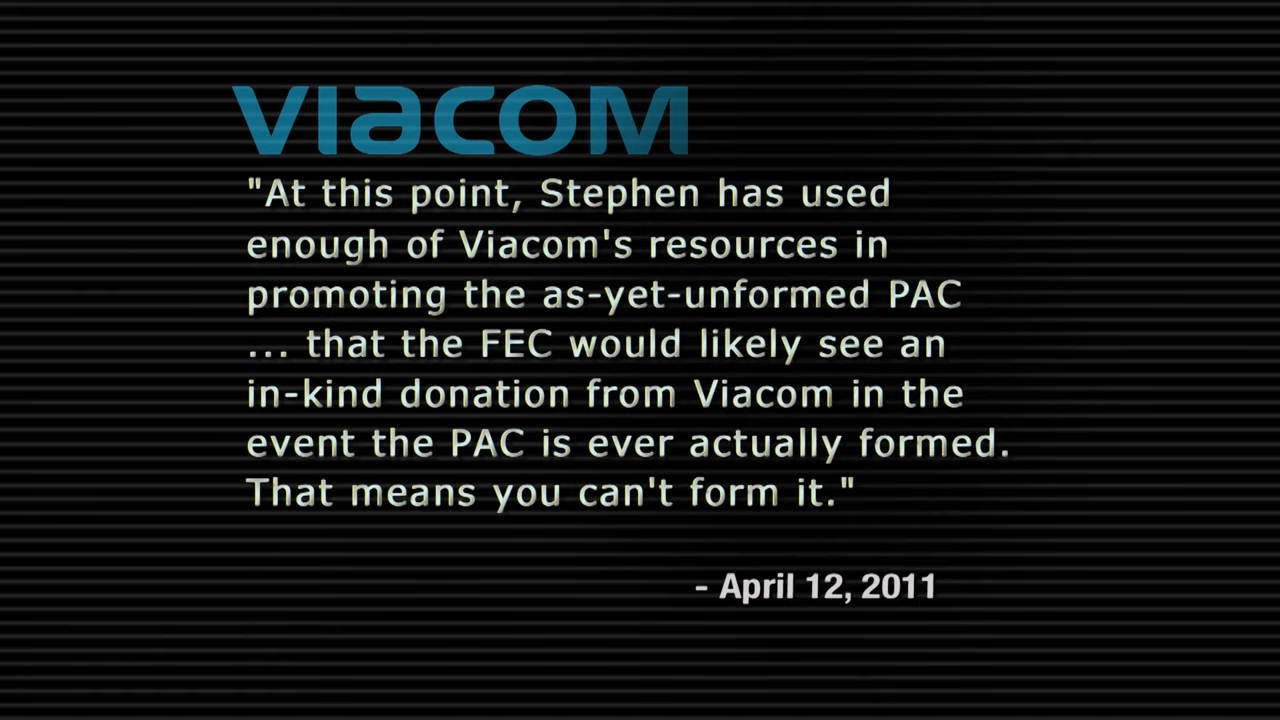 VIACOM
"At this point, Stephen has used
enough of Viacom's resources in
promoting the as-yet-unformed PAC
... that the FEC would likely see an
in-kind donation from Viacom in the
event the PAC is ever actually formed.
That means you can't form it."
- April 12, 2011